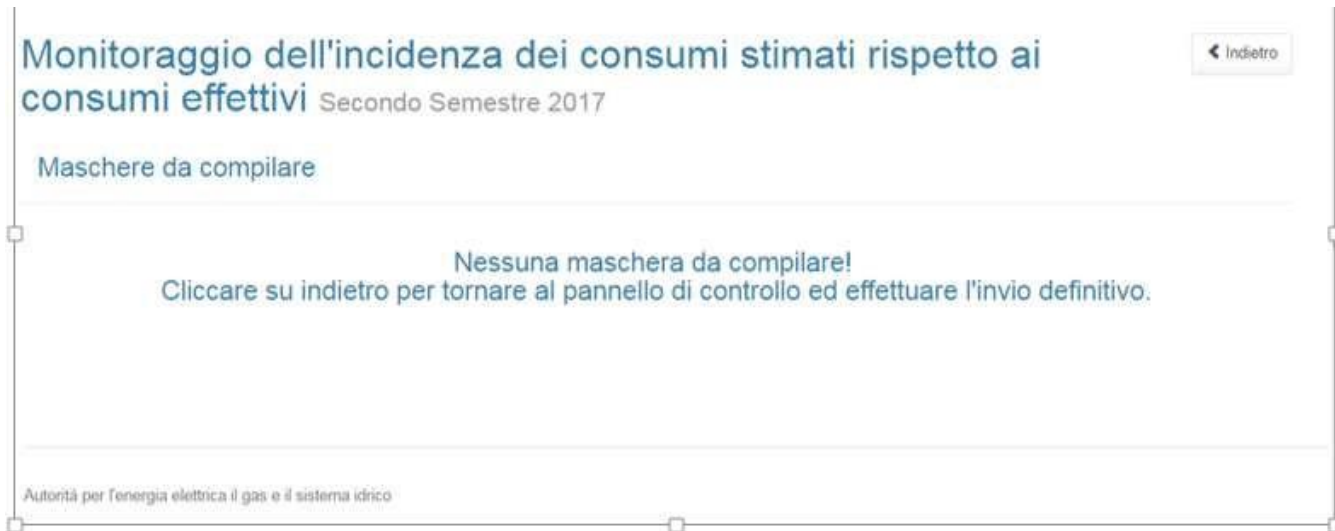 Monitoraggio dell'incidenza dei consumi stimati rispetto ai
consumi effettivi Secondo Semestre 2017
Indietro
Maschere da compilare
Nessuna maschera da compilare!
Cliccare su indietro per tornare al pannello di controllo ed effettuare l'invio definitivo.
Autorità per l'energia elettrica il gas e il sistema idrico